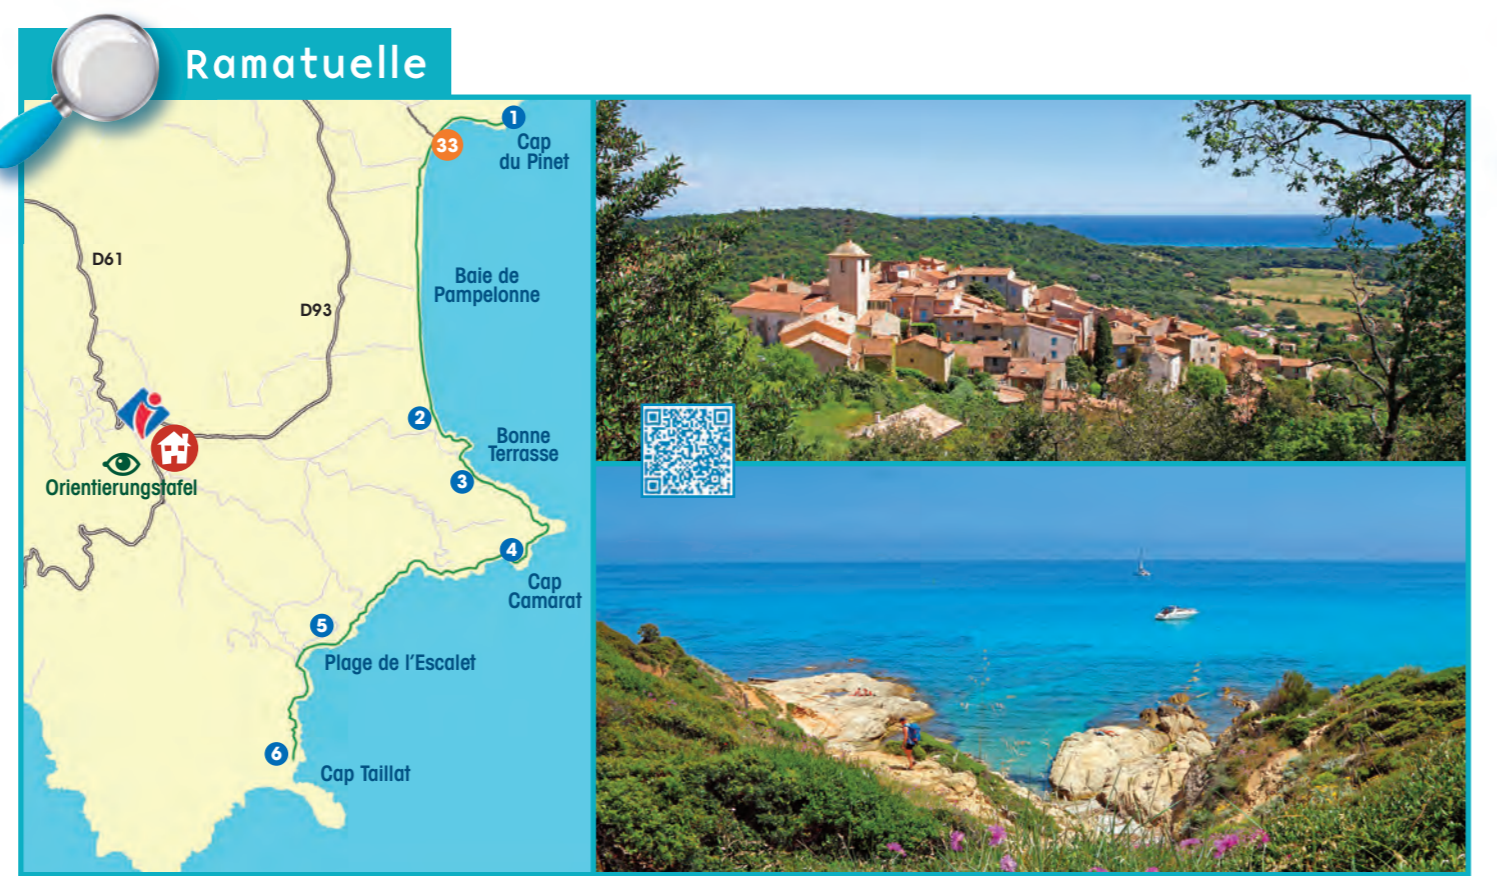 Ramatuelle
1
Cap
du Pinet
33
D61
Baie de
Pampelonne
D93
2
Bonne
Terrasse
3
Orientierungstafel
4
Cap
Camarat
5
Plage de l'Escalet
6
Cap Taillat